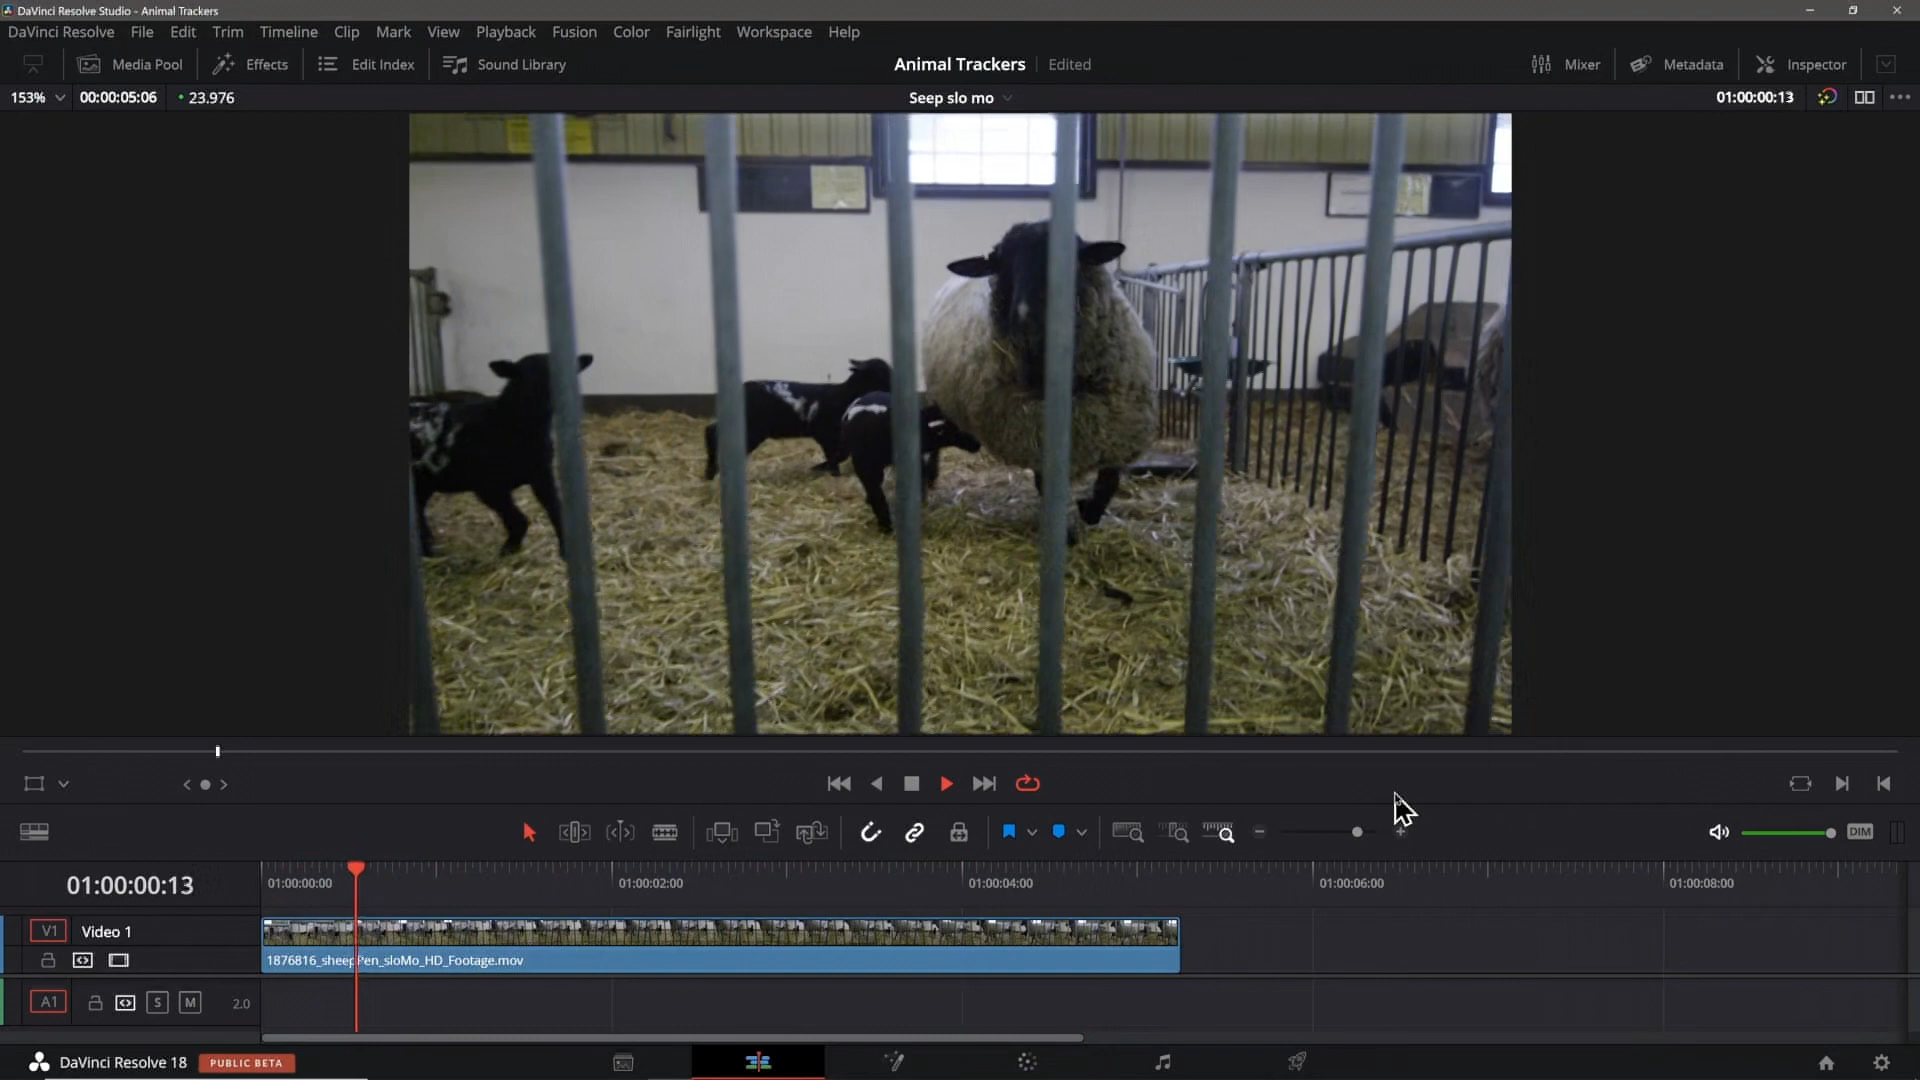 DaVinci Resolve Studio - Animal Trackers
DaVinci Resolve File Edit Trim Timeline Clip Mark View Playback Fusion Color Fairlight Workspace Help
Media Pool Effects Edit Index Sound Library Animal Trackers Edited Mixer Metadata Inspector
153% 00:00:05:06 23.976 Seep slo mo 01:00:00:13
DIM
01:00:00:13 01:00:00:00 01:00:02:00 01:00:04:00 01:00:06:00 01:00:08:00
V1 Video 1
1876816_sheepPen_sloMo_HD_Footage.mov
A1 S M 2.0
DaVinci Resolve 18 PUBLIC BETA